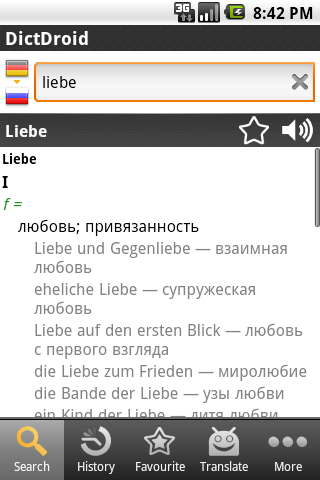 3G 8:42 PM
DictDroid
liebe
Liebe
Liebe
I
f =
любовь; привязанность
Liebe und Gegenliebe — взаимная
любовь
eheliche Liebe — супружеская
любовь
Liebe auf den ersten Blick — любовь
с первого взгляда
die Liebe zum Frieden — миролюбие
die Bande der Liebe — узы любви
ein Kind der Liebe — дитя любви
Search History Favourite Translate More